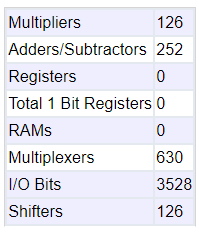 Multipliers 126
Adders/Subtractors 252
Registers 0
Total 1 Bit Registers 0
RAMs 0
Multiplexers 630
I/O Bits 3528
Shifters 126